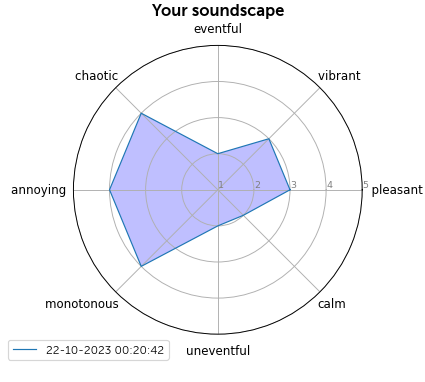 Your soundscape
eventful
chaotic
vibrant
annoying
1 2 3 4 5
pleasant
monotonous
calm
22-10-2023 00:20:42
uneventful